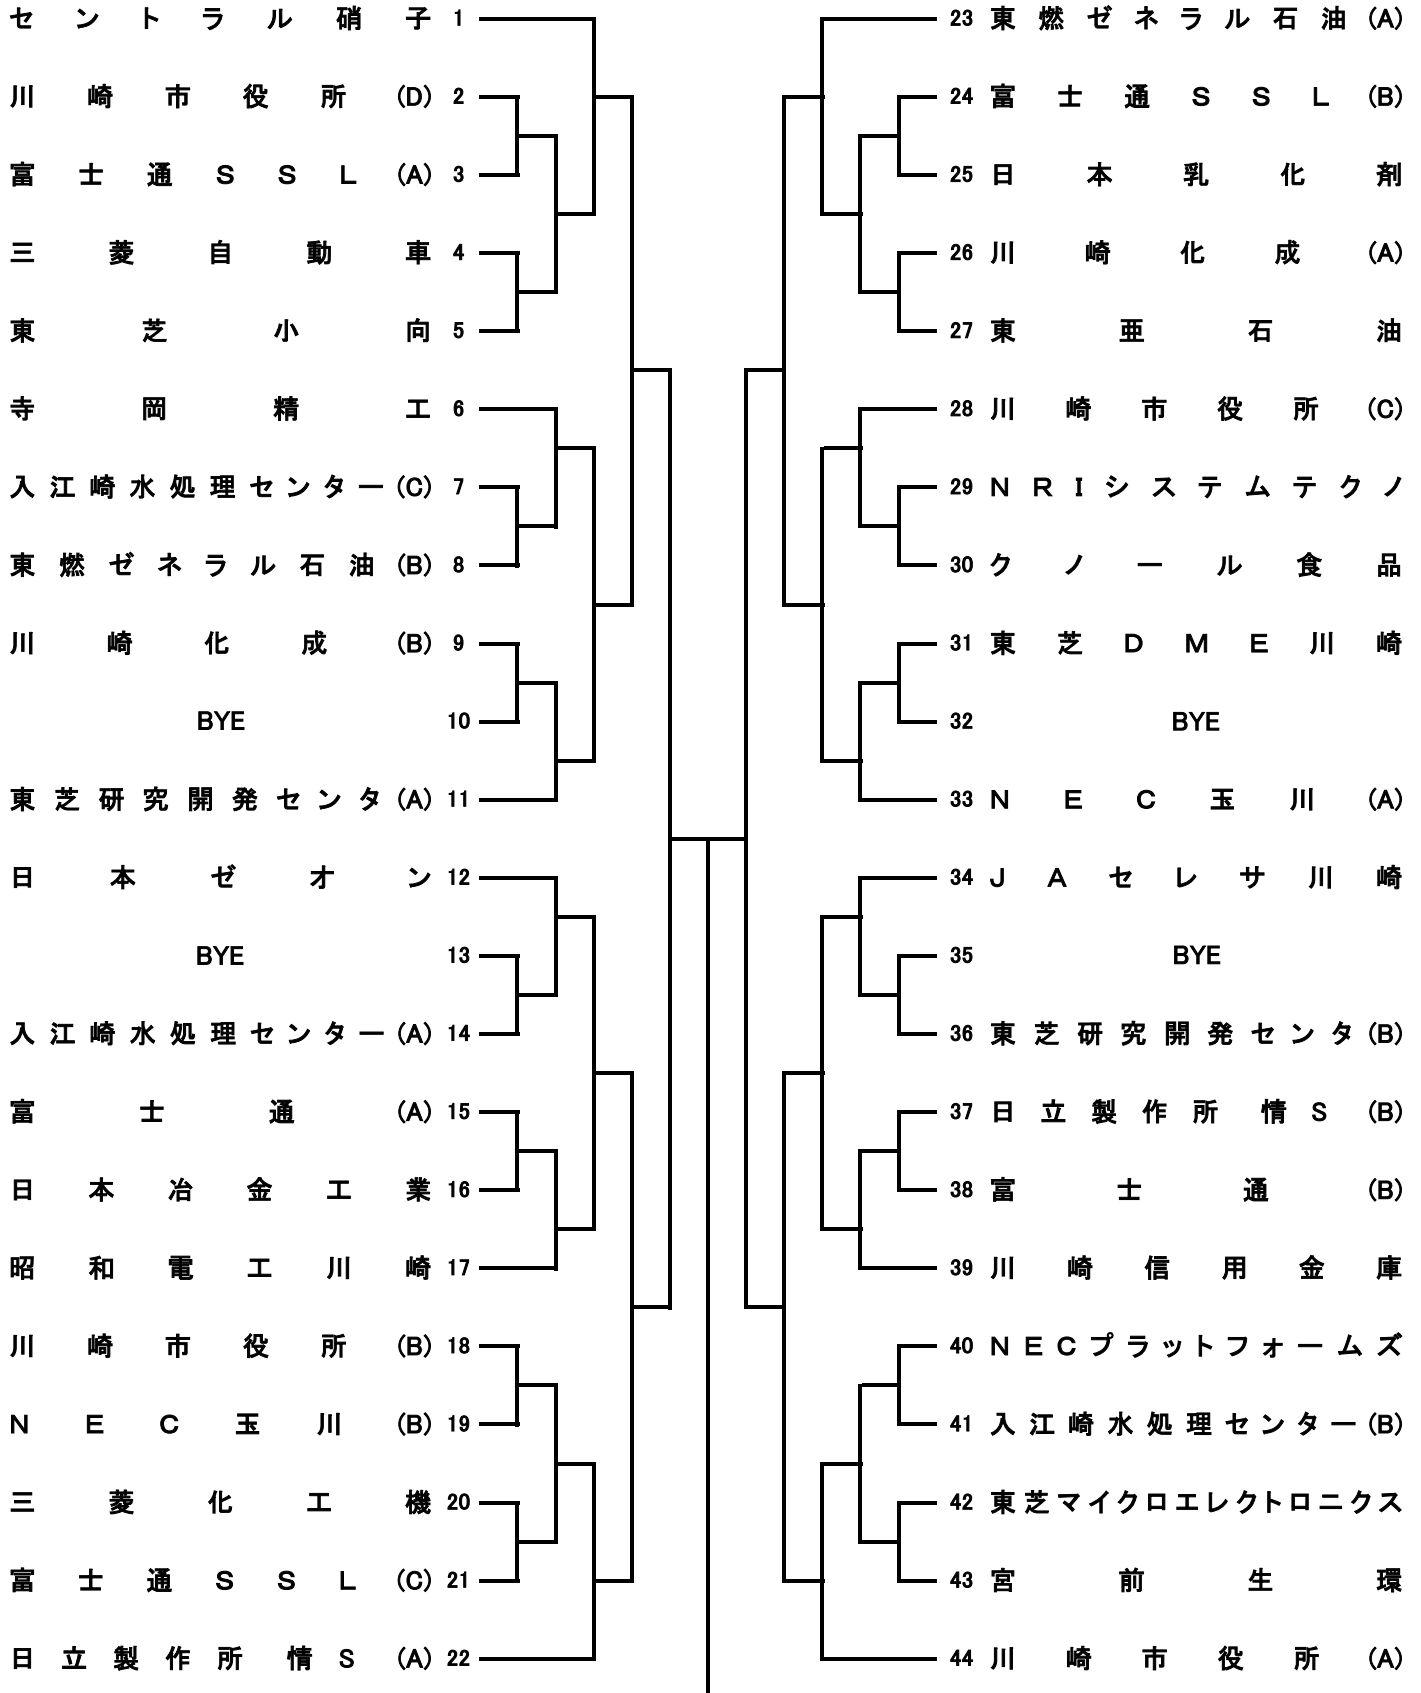 セントラル硝子 1
川崎市役所 (D) 2
富士通SSL (A) 3
三菱自動車 4
東芝小向 5
寺岡精工 6
入江崎水処理センター (C) 7
東燃ゼネラル石油 (B) 8
川崎化成 (B) 9
BYE 10
東芝研究開発センタ (A) 11
日本ゼオン 12
BYE 13
入江崎水処理センター (A) 14
富士通 (A) 15
日本冶金工業 16
昭和電工川崎 17
川崎市役所 (B) 18
NEC玉川 (B) 19
三菱化工機 20
富士通SSL (C) 21
日立製作所 情S (A) 22
23 東燃ゼネラル石油 (A)
24 富士通SSL (B)
25 日本乳化剤
26 川崎化成 (A)
27 東亜石油
28 川崎市役所 (C)
29 NRIシステムテクノ
30 クノール食品
31 東芝DME川崎
32 BYE
33 NEC玉川 (A)
34 JAセレサ川崎
35 BYE
36 東芝研究開発センタ (B)
37 日立製作所 情S (B)
38 富士通 (B)
39 川崎信用金庫
40 NECプラットフォームズ
41 入江崎水処理センター (B)
42 東芝マイクロエレクトロニクス
43 宮前生環
44 川崎市役所 (A)